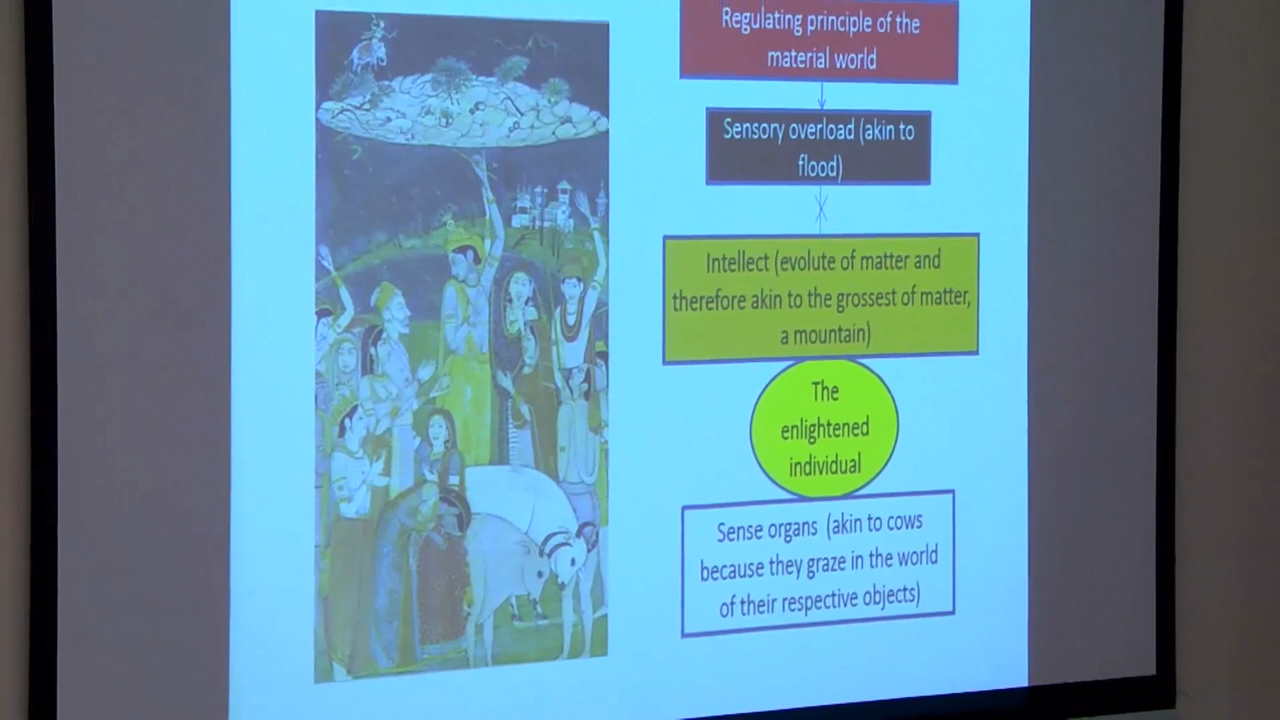 Regulating principle of the
material world
Sensory overload (akin to
flood)
Intellect (evolute of matter and
therefore akin to the grossest of matter,
a mountain)
The
enlightened
individual
Sense organs (akin to cows
because they graze in the world
of their respective objects)